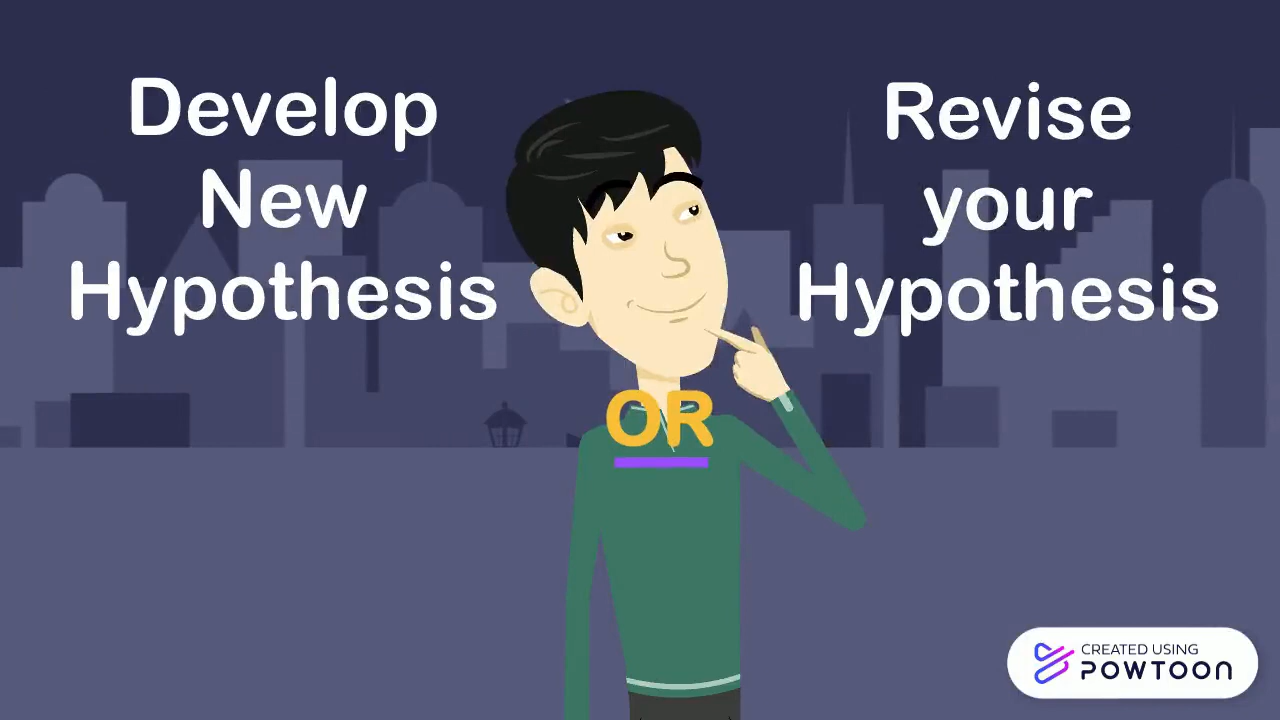 Develop
New
Hypothesis
OR
Revise
your
Hypothesis
CREATED USING
POWTOON